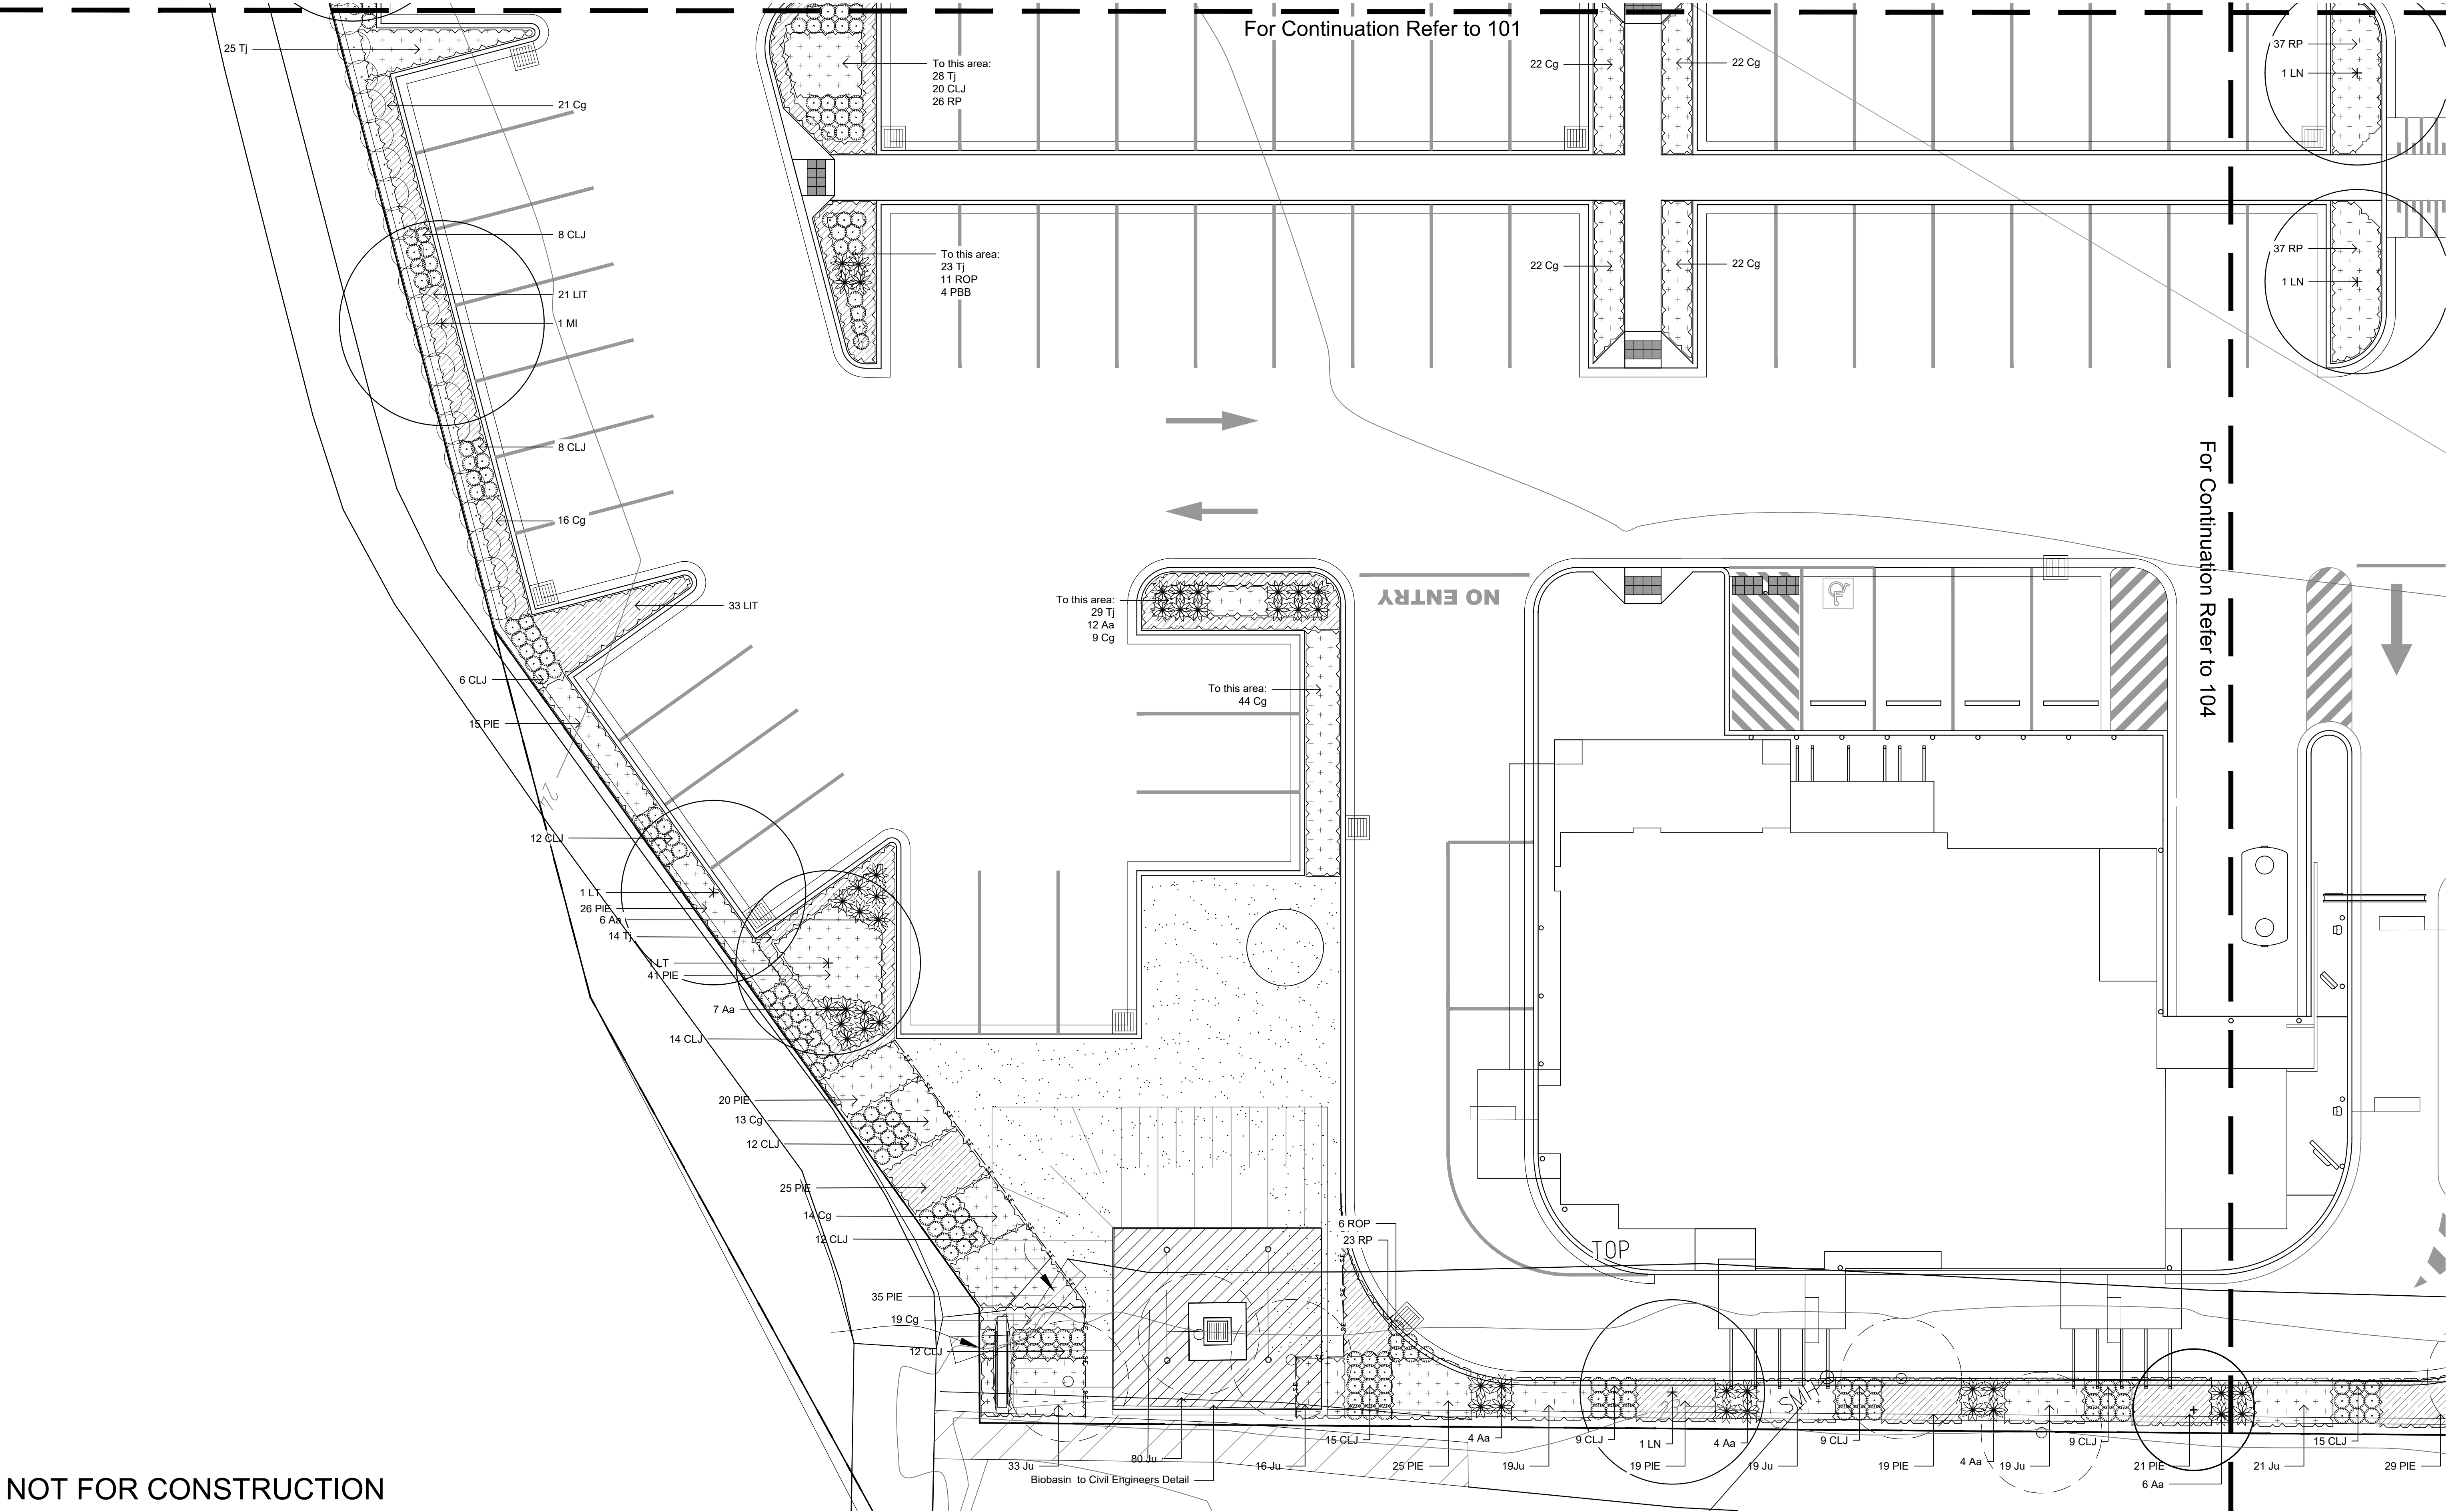 For Continuation Refer to 101
25 Tj
To this area:
28 Tj
20 CLJ
26 RP
22 Cg
22 Cg
37 RP
1 LN
21 Cg
8 CLJ
To this area:
23 Tj
11 ROP
4 PBB
22 Cg
22 Cg
37 RP
1 LN
21 LIT
1 MI
8 CLJ
16 Cg
For Continuation Refer to 104
33 LIT
To this area:
29 Tj
12 Aa
9 Cg
NO ENTRY
6 CLJ
15 PIE
To this area:
44 Cg
24
12 CLJ
1 LT
26 PIE
6 Aa
14 Tj
1 LT
41 PIE
7 Aa
14 CLJ
20 PIE
13 Cg
12 CLJ
25 PIE
14 Cg
12 CLJ
6 ROP
23 RP
TOP
35 PIE
19 Cg
12 CLJ
33 Ju
80 Ju
Biobasin to Civil Engineers Detail
16 Ju
15 CLJ
25 PIE
4 Aa
19Ju
9 CLJ
1 LN
19 PIE
4 Aa
19 Ju
SMH
9 CLJ
19 PIE
4 Aa
19 Ju
9 CLJ
21 PIE
6 Aa
21 Ju
15 CLJ
29 PIE
NOT FOR CONSTRUCTION